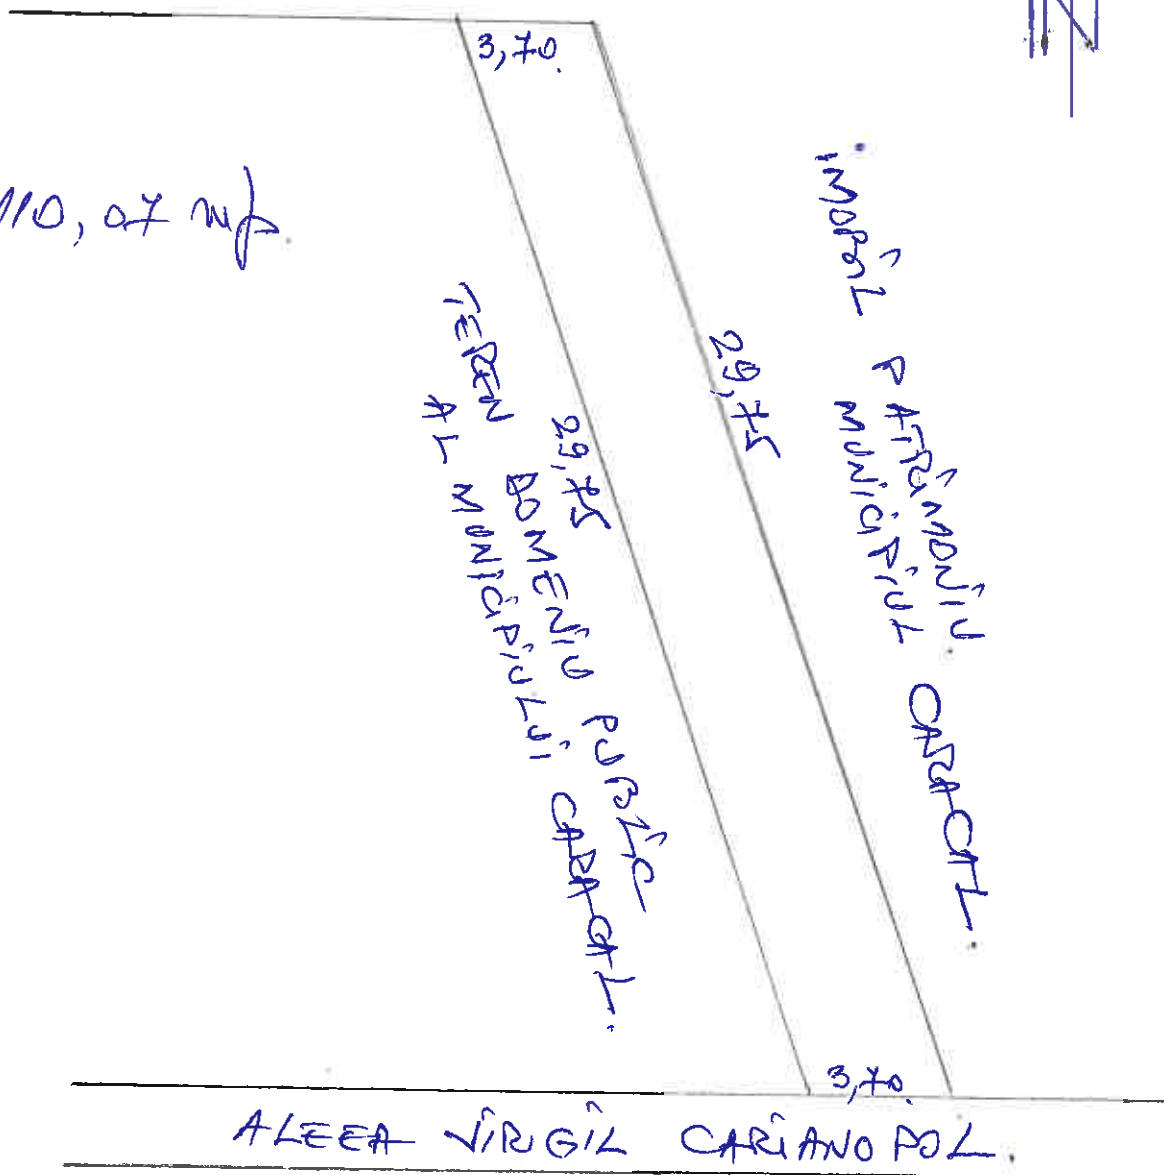 N
3,70.
110,07 mp.
IMOBIL PATRIMONIU
MUNICIPIUL CARACAL.
29,75
29,75
TEREN DOMENIU PUBLIC
AL MUNICIPIULUI CARACAL.
3,70.
ALEEA VIRGIL CARIANOPOL.